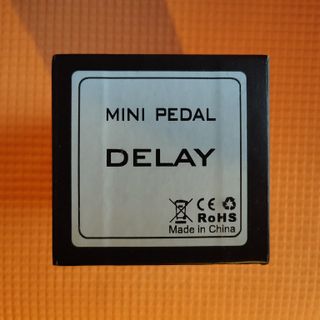 MINI PEDAL
DELAY
CE
RoHS
Made in China